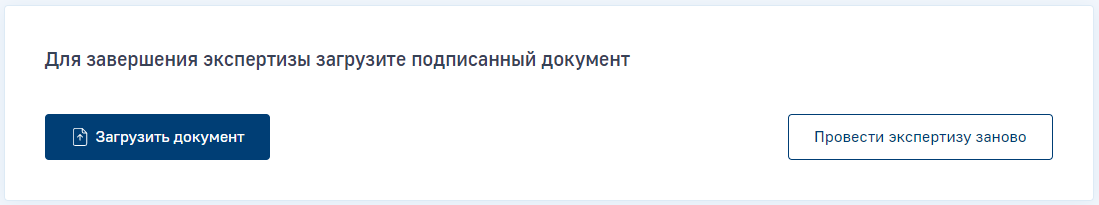 Для завершения экспертизы загрузите подписанный документ
Загрузить документ
Провести экспертизу заново